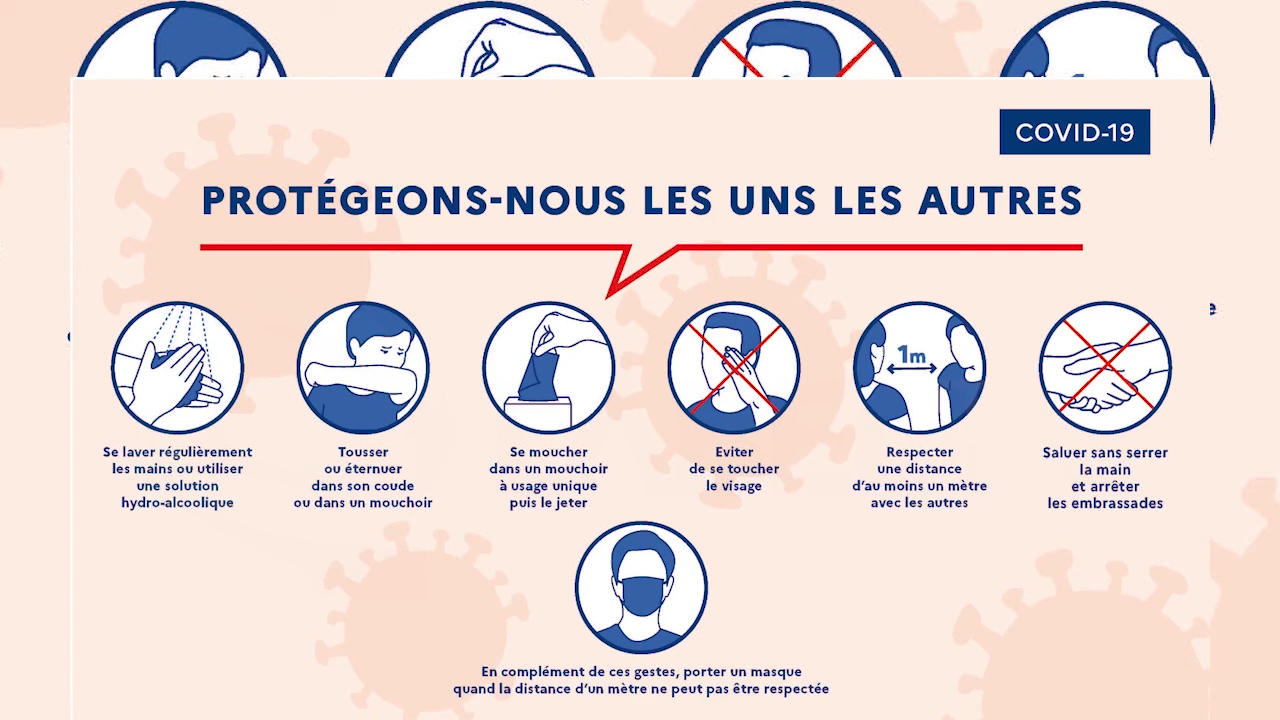 COVID-19
PROTÉGEONS-NOUS LES UNS LES AUTRES
Se laver régulièrement
les mains ou utiliser
une solution
hydro-alcoolique
Tousser
ou éternuer
dans son coude
ou dans un mouchoir
Se moucher
dans un mouchoir
à usage unique
puis le jeter
Eviter
de se toucher
le visage
1m
Respecter
une distance
d'au moins un mètre
avec les autres
Saluer sans serrer
la main
et arrêter
les embrassades
En complément de ces gestes, porter un masque
quand la distance d'un mètre ne peut pas être respectée